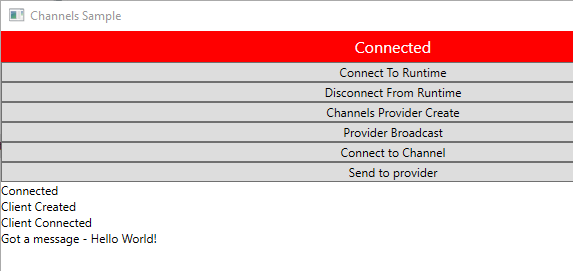 Channels Sample
Connected
Connect To Runtime
Disconnect From Runtime
Channels Provider Create
Provider Broadcast
Connect to Channel
Send to provider
Connected
Client Created
Client Connected
Got a message - Hello World!